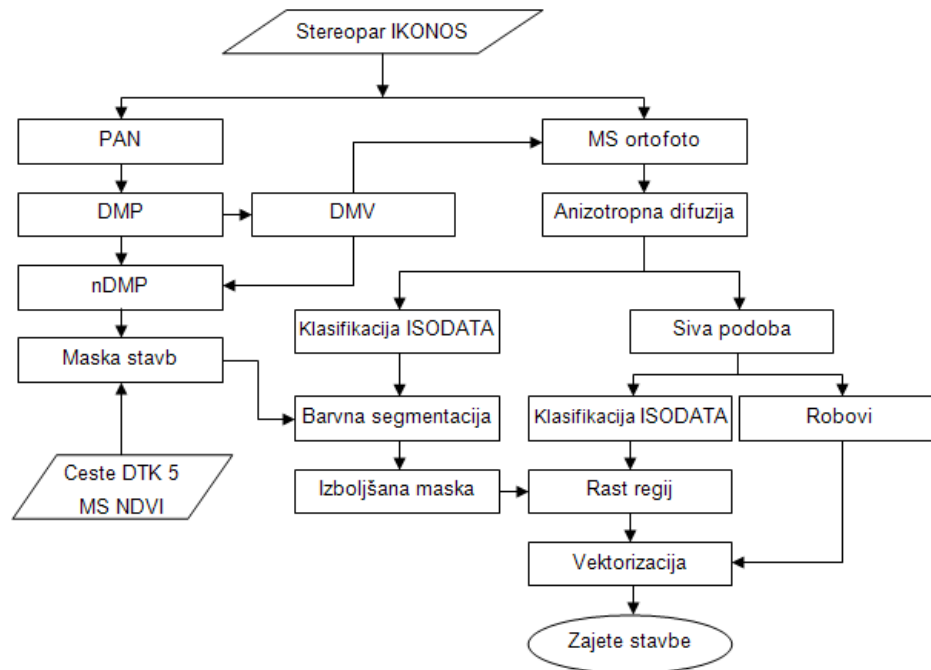 Stereopar IKONOS
PAN
MS ortofoto
DMP
DMV
Anizotropna difuzija
nDMP
Klasifikacija ISODATA
Siva podoba
Maska stavb
Barvna segmentacija
Klasifikacija ISODATA
Robovi
Ceste DTK 5
MS NDVI
Izboljšana maska
Rast regij
Vektorizacija
Zajete stavbe